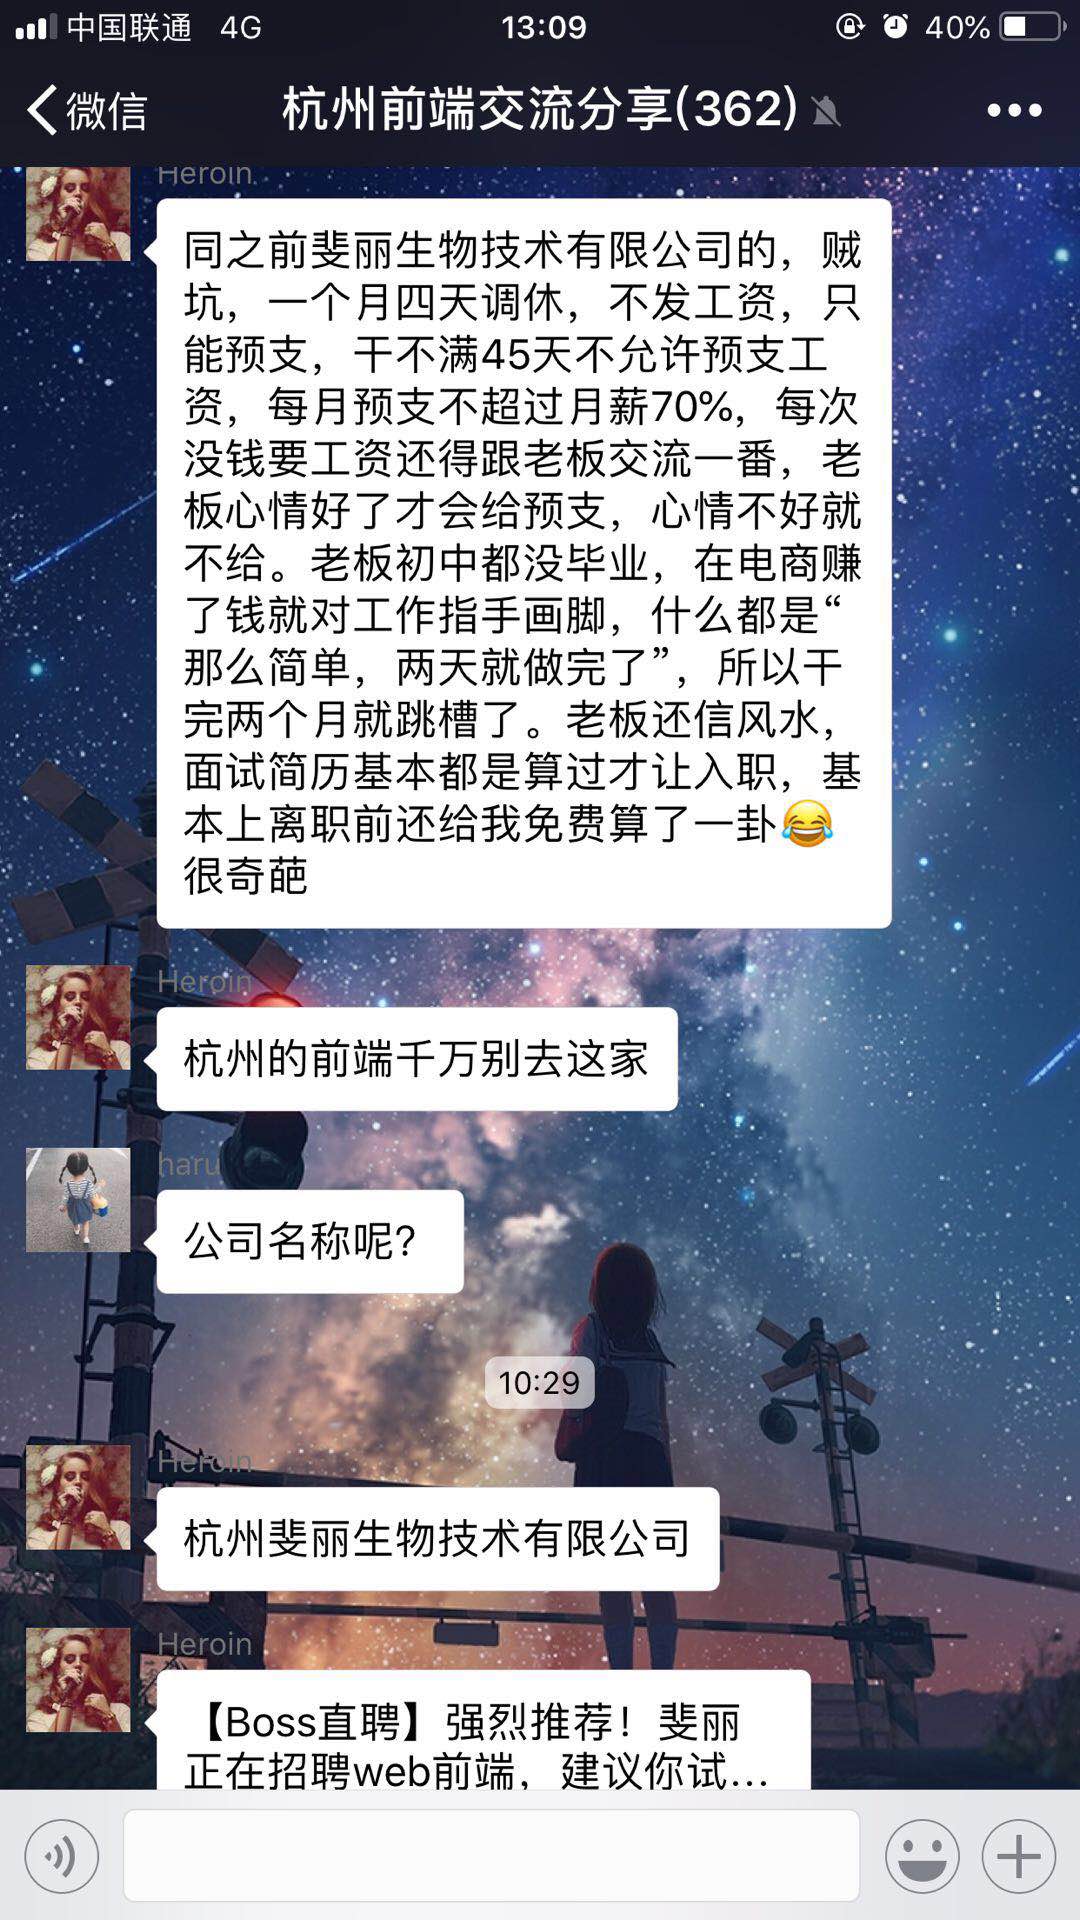 中国联通 4G 13:09 40%
微信 杭州前端交流分享(362)
Heroin
同之前斐丽生物技术有限公司的，贼
坑，一个月四天调休，不发工资，只
能预支，干不满45天不允许预支工
资，每月预支不超过月薪70%，每次
没钱要工资还得跟老板交流一番，老
板心情好了才会给预支，心情不好就
不给。老板初中都没毕业，在电商赚
了钱就对工作指手画脚，什么都是“
那么简单，两天就做完了”，所以干
完两个月就跳槽了。老板还信风水，
面试简历基本都是算过才让入职，基
本上离职前还给我免费算了一卦😂
很奇葩
Heroin
杭州的前端千万别去这家
haru
公司名称呢？
10:29
Heroin
杭州斐丽生物技术有限公司
Heroin
【Boss直聘】强烈推荐！斐丽
正在招聘web前端，建议你试...